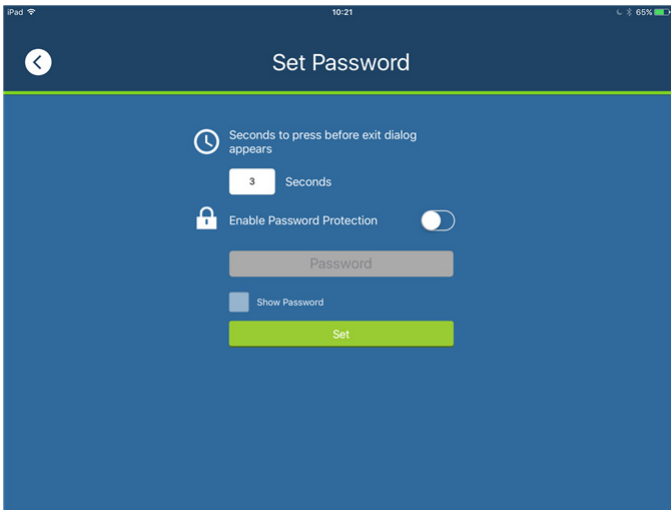 iPad 10:21 65%
Set Password
Seconds to press before exit dialog
appears
3 Seconds
Enable Password Protection
Password
Show Password
Set